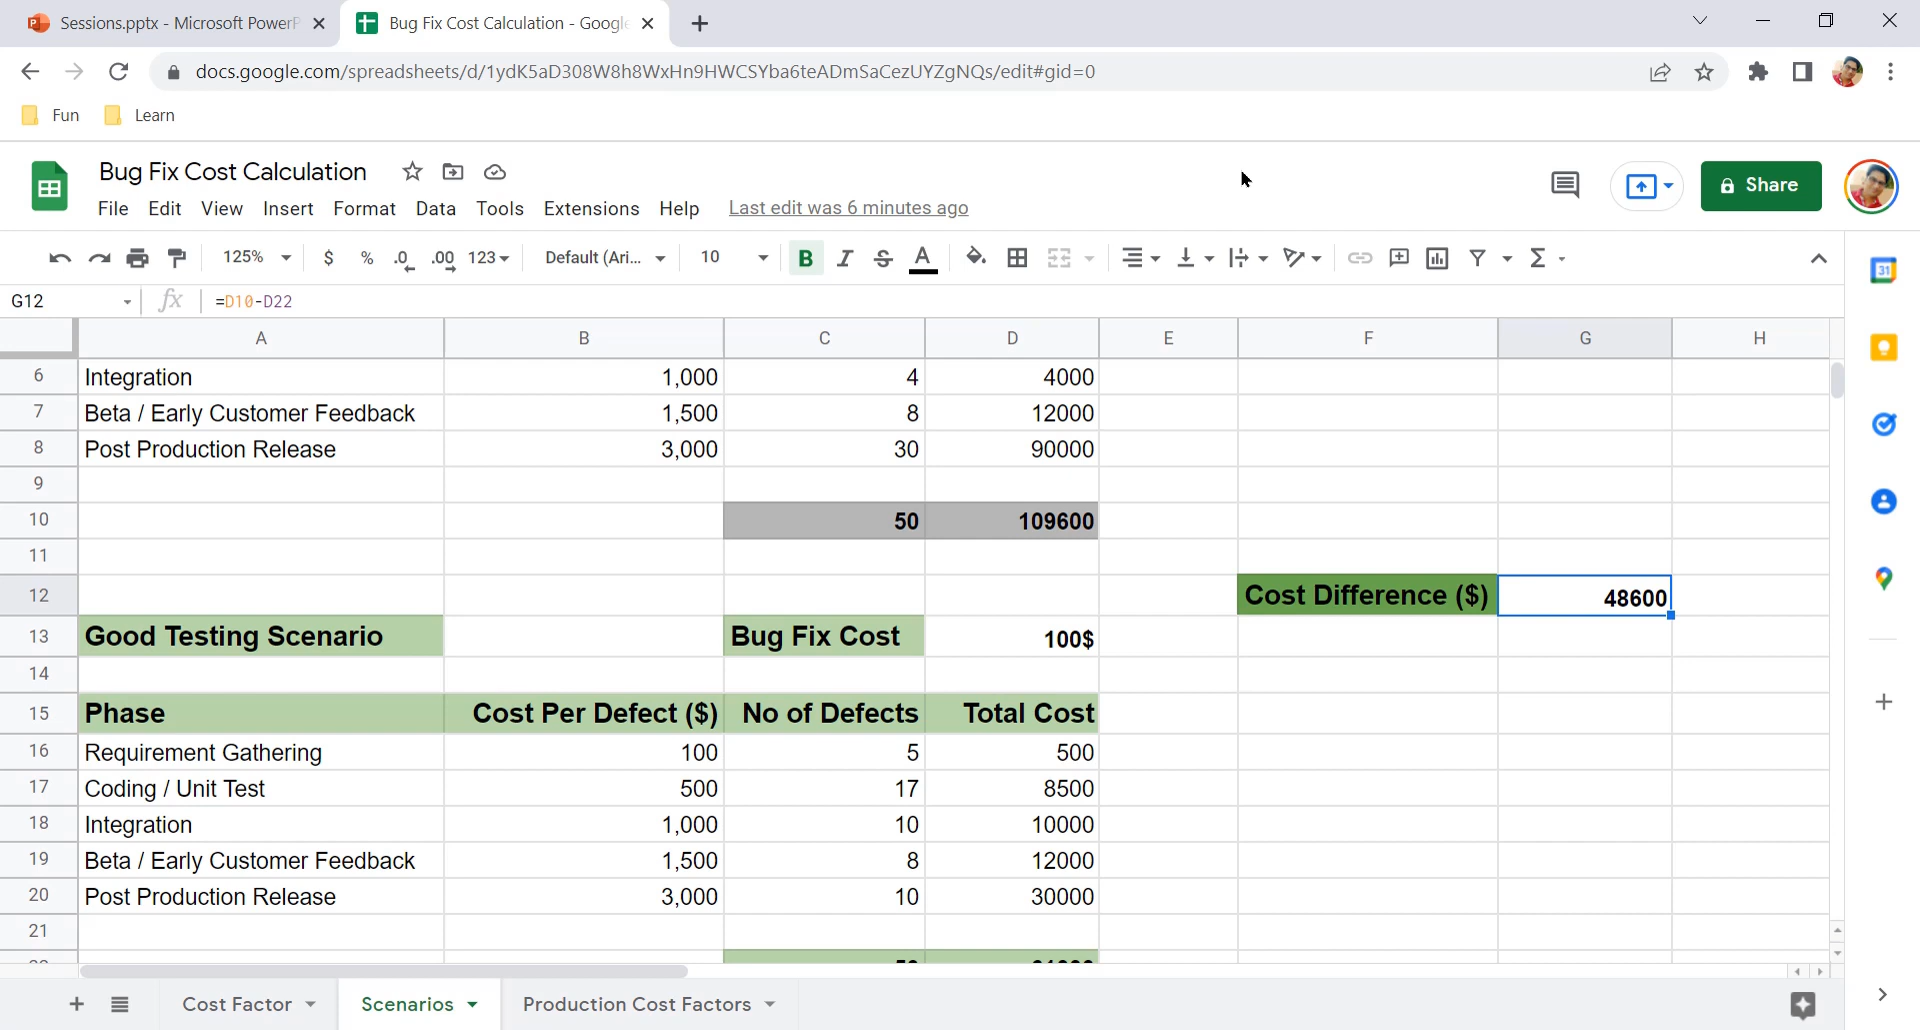 Sessions.pptx - Microsoft PowerP
Bug Fix Cost Calculation - Google
docs.google.com/spreadsheets/d/1ydK5aD308W8h8WxHn9HWCSYba6teADmSaCezUYZgNQs/edit#gid=0
Fun Learn
Bug Fix Cost Calculation
File Edit View Insert Format Data Tools Extensions Help Last edit was 6 minutes ago
Share
125% $ % .0 .00 123 Default (Ari... 10 B I S A Σ
31
G12 fx =D10-D22
A B C D E F G H
6 Integration 1,000 4 4000
7 Beta / Early Customer Feedback 1,500 8 12000
8 Post Production Release 3,000 30 90000
9
10 50 109600
11
12 Cost Difference ($) 48600
13 Good Testing Scenario Bug Fix Cost 100$
14
15 Phase Cost Per Defect ($) No of Defects Total Cost
16 Requirement Gathering 100 5 500
17 Coding / Unit Test 500 17 8500
18 Integration 1,000 10 10000
19 Beta / Early Customer Feedback 1,500 8 12000
20 Post Production Release 3,000 10 30000
21
Cost Factor Scenarios Production Cost Factors